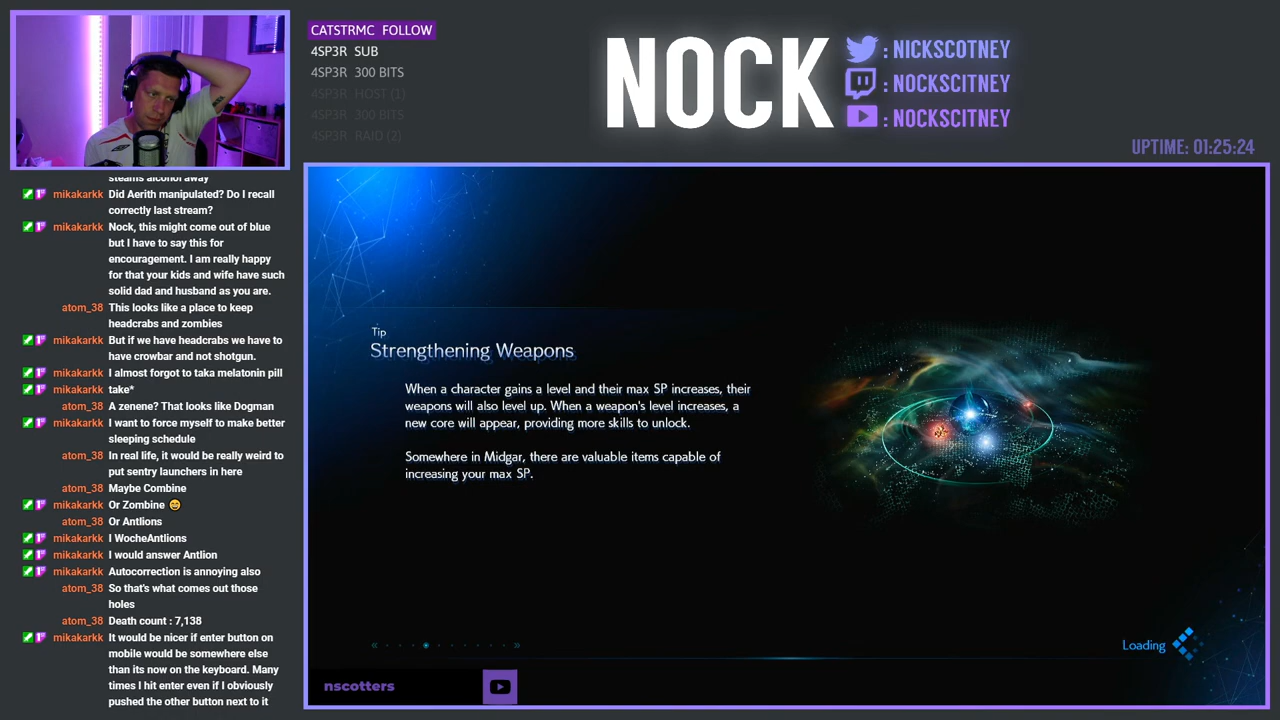 CATSTRMC FOLLOW
4SP3R SUB
4SP3R 300 BITS
4SP3R HOST (1)
4SP3R 300 BITS
4SP3R RAID (2)
NOCK
: NICKSCOTNEY
: NOCKSCITNEY
: NOCKSCITNEY
UPTIME: 01:25:24
steams alcohol away
mikakarkk Did Aerith manipulated? Do I recall
correctly last stream?
mikakarkk Nock, this might come out of blue
but I have to say this for
encouragement. I am really happy
for that your kids and wife have such
solid dad and husband as you are.
atom_38 This looks like a place to keep
headcrabs and zombies
mikakarkk But if we have headcrabs we have to
have crowbar and not shotgun.
mikakarkk I almost forgot to taka melatonin pill
mikakarkk take*
atom_38 A zenene? That looks like Dogman
mikakarkk I want to force myself to make better
sleeping schedule
atom_38 In real life, it would be really weird to
put sentry launchers in here
atom_38 Maybe Combine
mikakarkk Or Zombine 😄
atom_38 Or Antlions
mikakarkk I WocheAntlions
mikakarkk I would answer Antlion
mikakarkk Autocorrection is annoying also
atom_38 So that's what comes out those
holes
atom_38 Death count : 7,138
mikakarkk It would be nicer if enter button on
mobile would be somewhere else
than its now on the keyboard. Many
times I hit enter even if I obviously
pushed the other button next to it
Tip
Strengthening Weapons
When a character gains a level and their max SP increases, their
weapons will also level up. When a weapon's level increases, a
new core will appear, providing more skills to unlock.
Somewhere in Midgar, there are valuable items capable of
increasing your max SP.
Loading
nscotters